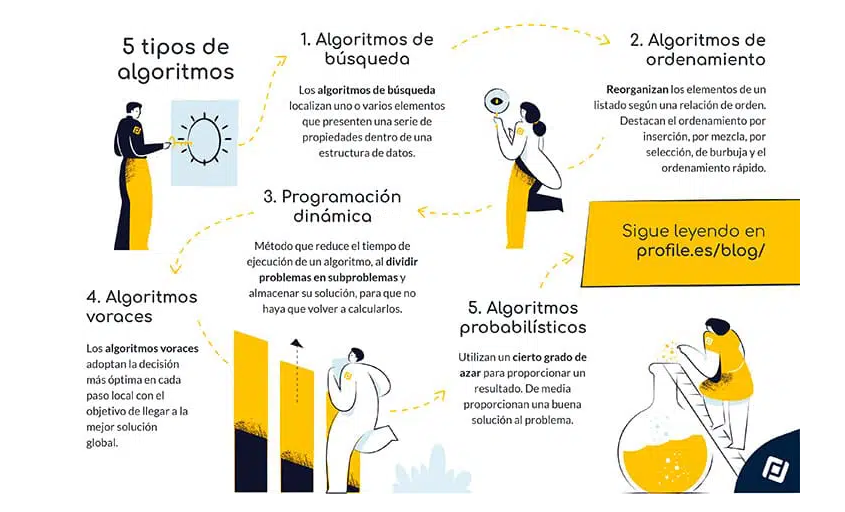 5 tipos de
algoritmos
1. Algoritmos de
búsqueda
Los algoritmos de búsqueda
localizan uno o varios elementos
que presenten una serie de
propiedades dentro de una
estructura de datos.
2. Algoritmos de
ordenamiento
Reorganizan los elementos de un
listado según una relación de orden.
Destacan el ordenamiento por
inserción, por mezcla, por
selección, de burbuja y el
ordenamiento rápido.
3. Programación
dinámica
Método que reduce el tiempo de
ejecución de un algoritmo, al dividir
problemas en subproblemas y
almacenar su solución, para que no
haya que volver a calcularlos.
4. Algoritmos
voraces
Los algoritmos voraces
adoptan la decisión
más óptima en cada
paso local con el
objetivo de llegar a la
mejor solución
global.
5. Algoritmos
probabilísticos
Utilizan un cierto grado de
azar para proporcionar un
resultado. De media
proporcionan una buena
solución al problema.
Sigue leyendo en
profile.es/blog/